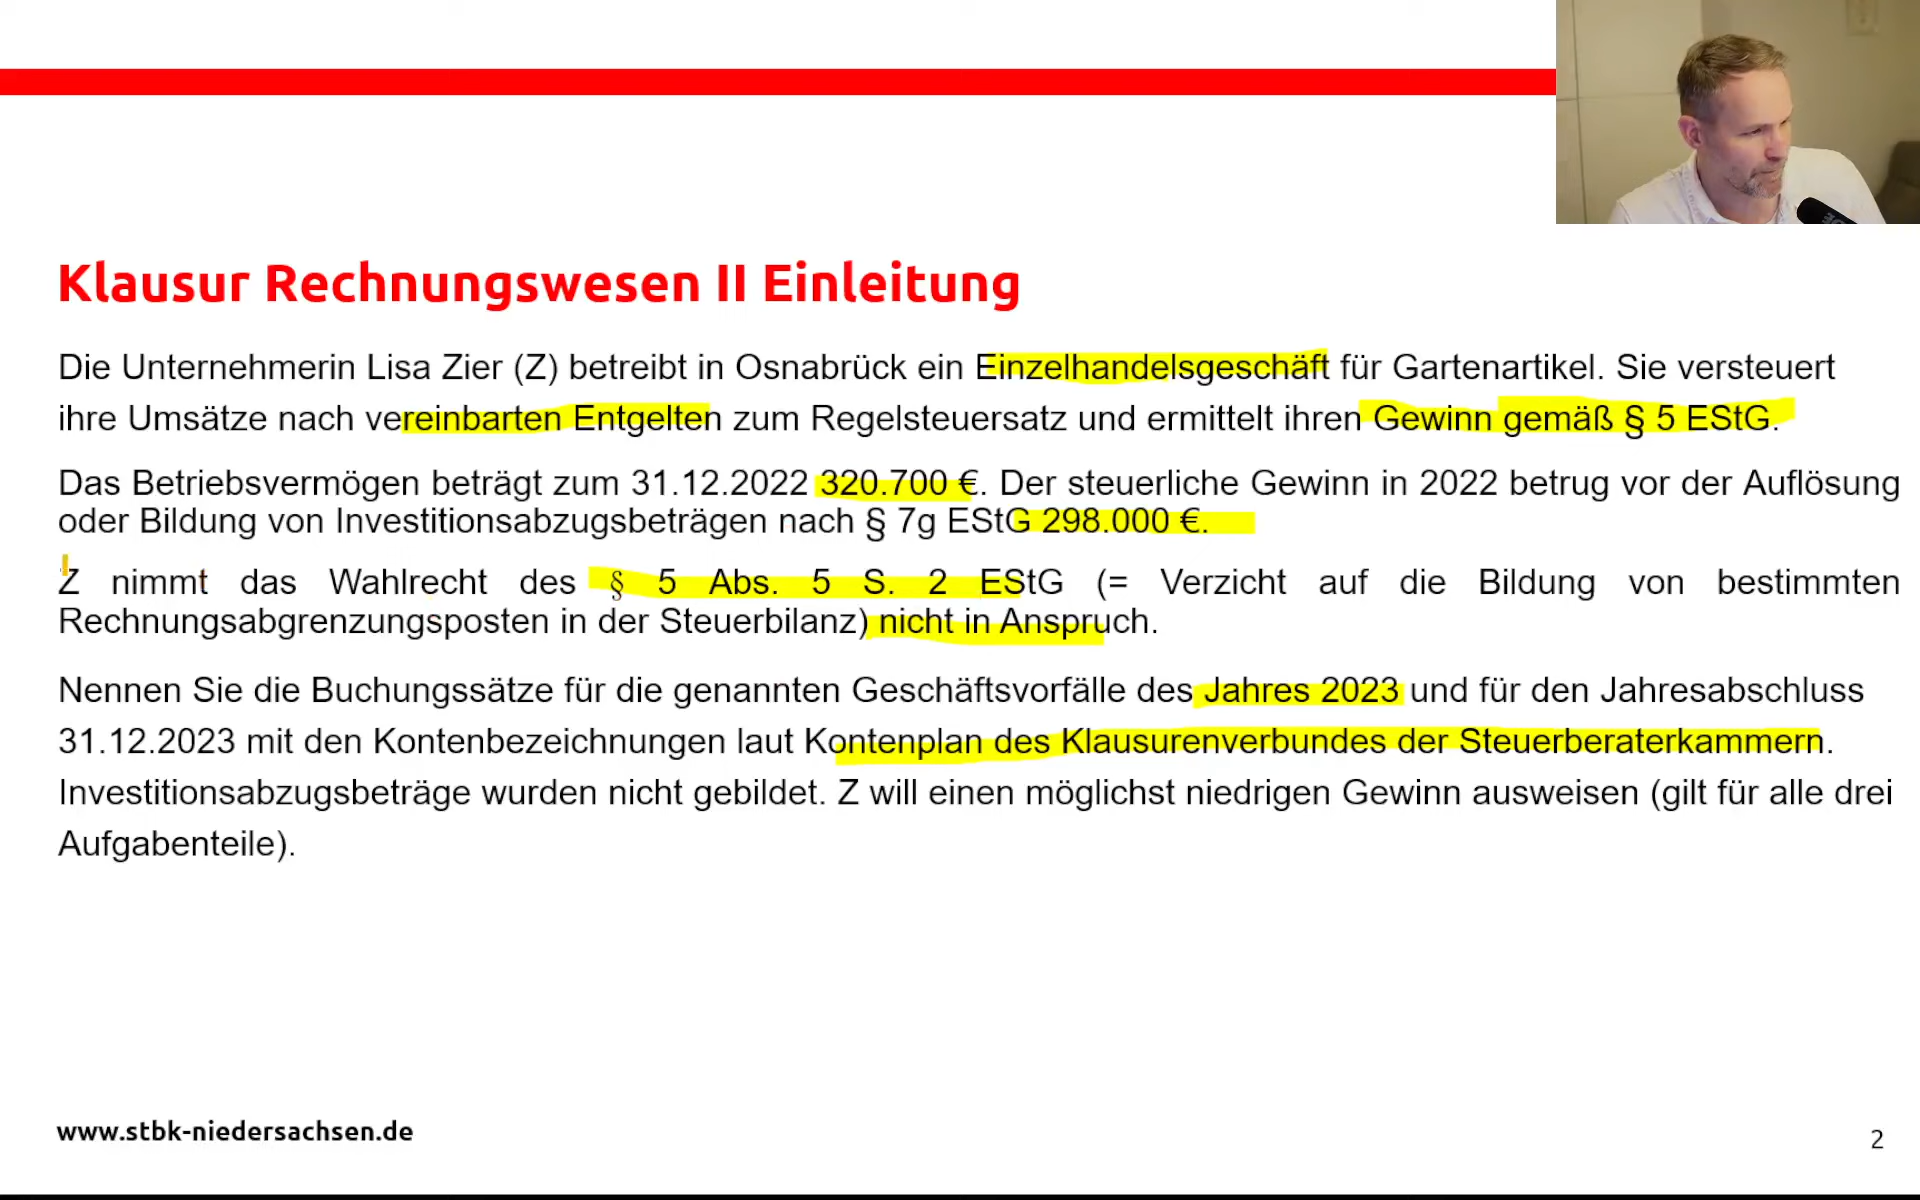 Klausur Rechnungswesen II Einleitung
Die Unternehmerin Lisa Zier (Z) betreibt in Osnabrück ein Einzelhandelsgeschäft für Gartenartikel. Sie versteuert
ihre Umsätze nach vereinbarten Entgelten zum Regelsteuersatz und ermittelt ihren Gewinn gemäß § 5 EStG.
Das Betriebsvermögen beträgt zum 31.12.2022 320.700 €. Der steuerliche Gewinn in 2022 betrug vor der Auflösung
oder Bildung von Investitionsabzugsbeträgen nach § 7g EStG 298.000 €.
Z nimmt das Wahlrecht des § 5 Abs. 5 S. 2 EStG (= Verzicht auf die Bildung von bestimmten
Rechnungsabgrenzungsposten in der Steuerbilanz) nicht in Anspruch.
Nennen Sie die Buchungssätze für die genannten Geschäftsvorfälle des Jahres 2023 und für den Jahresabschluss
31.12.2023 mit den Kontenbezeichnungen laut Kontenplan des Klausurenverbundes der Steuerberaterkammern.
Investitionsabzugsbeträge wurden nicht gebildet. Z will einen möglichst niedrigen Gewinn ausweisen (gilt für alle drei
Aufgabenteile).
www.stbk-niedersachsen.de
2